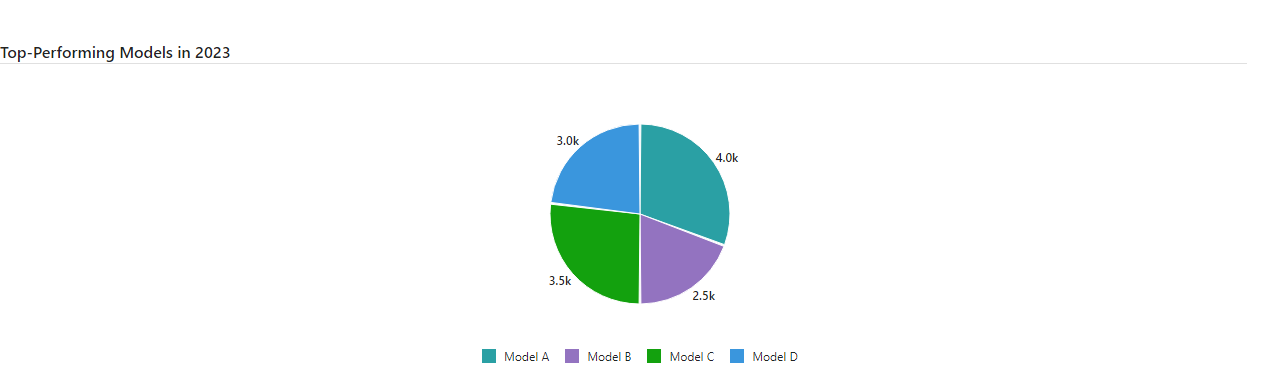 Top-Performing Models in 2023
3.0k
4.0k
3.5k
2.5k
Model A
Model B
Model C
Model D